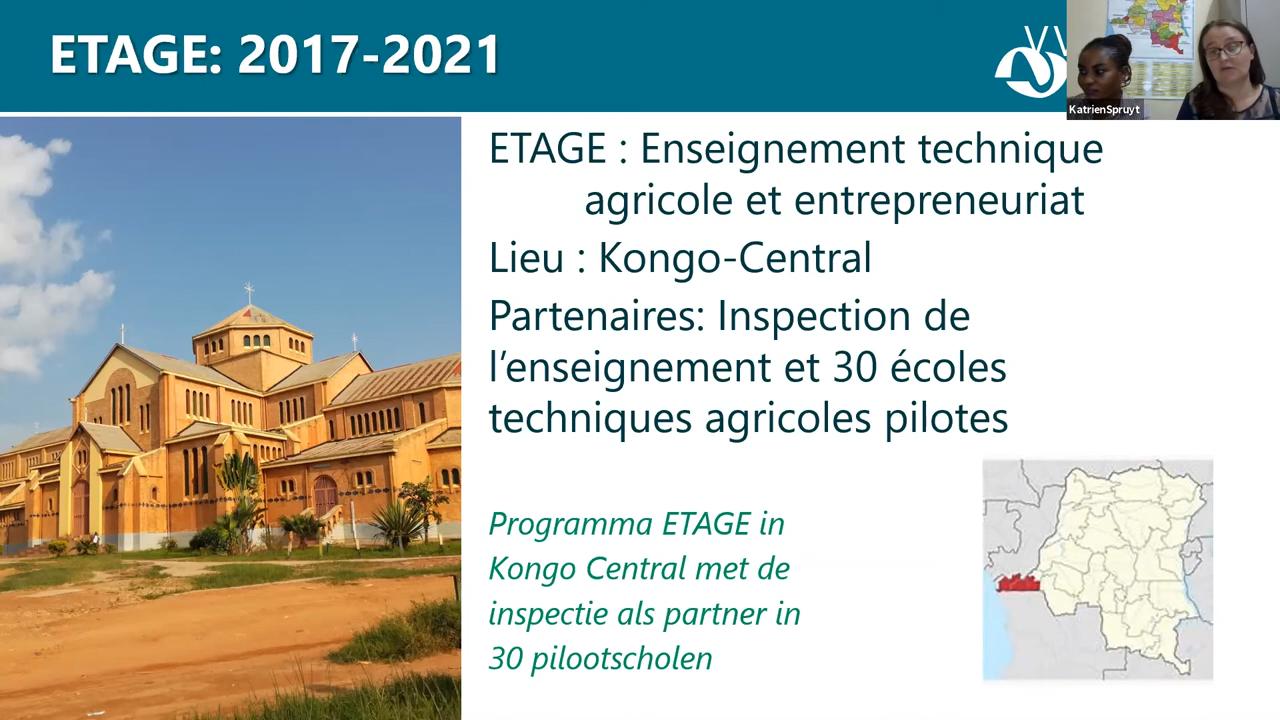 ETAGE: 2017-2021
KatrienSpruyt
ETAGE : Enseignement technique
agricole et entrepreneuriat
Lieu : Kongo-Central
Partenaires: Inspection de
l’enseignement et 30 écoles
techniques agricoles pilotes
Programma ETAGE in
Kongo Central met de
inspectie als partner in
30 pilootscholen